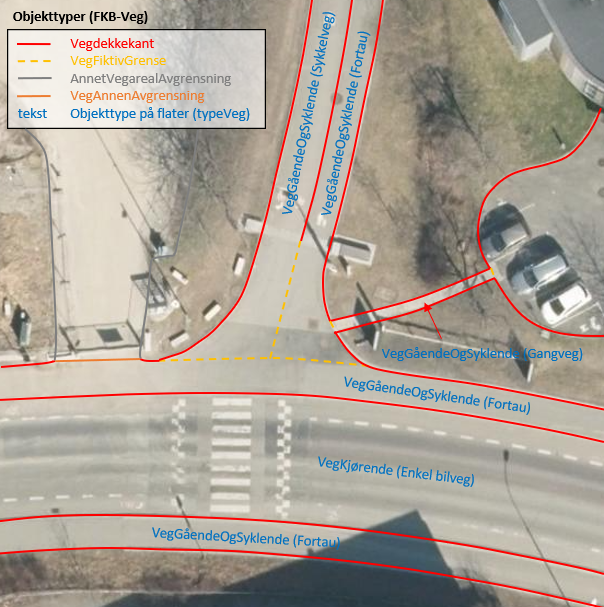 Objekttyper (FKB-Veg)
Vegdekkekant
VegFiktivGrense
AnnetVegarealAvgrensning
VegAnnenAvgrensning
tekst Objekttype på flater (typeVeg)
VegGåendeOgSyklende (Sykkelveg)
VegGåendeOgSyklende (Fortau)
VegGåendeOgSyklende (Gangveg)
VegGåendeOgSyklende (Fortau)
VegKjørende (Enkel bilveg)
VegGåendeOgSyklende (Fortau)